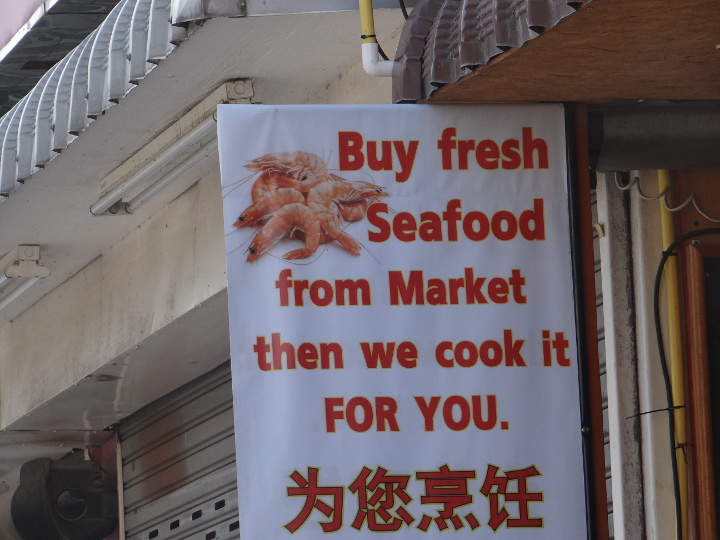 Buy fresh
Seafood
from Market
then we cook it
FOR YOU.
为您烹饪